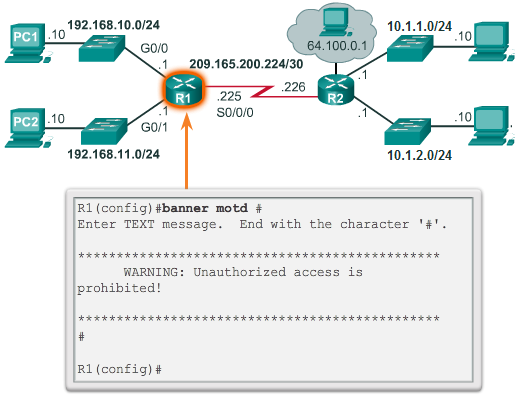 192.168.10.0/24
10.1.1.0/24
PC1
.10
G0/0
64.100.0.1
.10
.1
209.165.200.224/30
.1
R1
.225
.226
R2
S0/0/0
.1
.1
PC2
.10
G0/1
.10
192.168.11.0/24
10.1.2.0/24
R1(config)#banner motd #
Enter TEXT message.  End with the character '#'.
***********************************************
WARNING: Unauthorized access is
prohibited!
***********************************************
#
R1(config)#